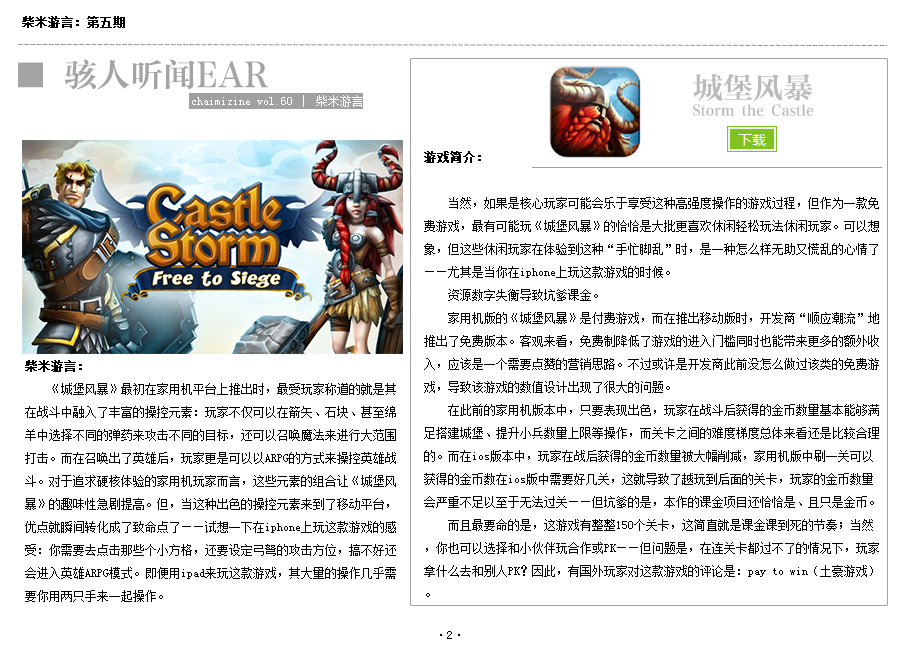 柴米游言：第五期
骇人听闻EAR
chaimizine vol.60 | 柴米游言
Castle
Storm
Free to Siege
柴米游言：
《城堡风暴》最初在家用机平台上推出时，最受玩家称道的就是其
在战斗中融入了丰富的操控元素：玩家不仅可以在箭矢、石块、甚至绵
羊中选择不同的弹药来攻击不同的目标，还可以召唤魔法来进行大范围
打击。而在召唤出了英雄后，玩家更是可以以ARPG的方式来操控英雄战
斗。对于追求硬核体验的家用机玩家而言，这些元素的组合让《城堡风
暴》的趣味性急剧提高。但，当这种出色的操控元素来到了移动平台，
优点就瞬间转化成了致命点了——试想一下在iphone上玩这款游戏的感
受：你需要去点击那些个小方格，还要设定弓弩的攻击方位，搞不好还
会进入英雄ARPG模式。即便用ipad来玩这款游戏，其大量的操作几乎需
要你用两只手来一起操作。
城堡风暴
Storm the Castle
下载
游戏简介：
当然，如果是核心玩家可能会乐于享受这种高强度操作的游戏过程，但作为一款免
费游戏，最有可能玩《城堡风暴》的恰恰是大批更喜欢休闲轻松玩法休闲玩家。可以想
象，但这些休闲玩家在体验到这种“手忙脚乱”时，是一种怎么样无助又慌乱的心情了
——尤其是当你在iphone上玩这款游戏的时候。
资源数字失衡导致坑爹课金。
家用机版的《城堡风暴》是付费游戏，而在推出移动版时，开发商“顺应潮流”地
推出了免费版本。客观来看，免费制降低了游戏的进入门槛同时也能带来更多的额外收
入，应该是一个需要点赞的营销思路。不过或许是开发商此前没怎么做过该类的免费游
戏，导致该游戏的数值设计出现了很大的问题。
在此前的家用机版本中，只要表现出色，玩家在战斗后获得的金币数量基本能够满
足搭建城堡、提升小兵数量上限等操作，而关卡之间的难度梯度总体来看还是比较合理
的。而在ios版本中，玩家在战后获得的金币数量被大幅削减，家用机版中刷一关可以
获得的金币数在ios版中需要好几关，这就导致了越玩到后面的关卡，玩家的金币数量
会严重不足以至于无法过关——但坑爹的是，本作的课金项目还恰恰是、且只是金币。
而且最要命的是，这游戏有整整150个关卡，这简直就是课金课到死的节奏；当然
，你也可以选择和小伙伴玩合作或PK——但问题是，在连关卡都过不了的情况下，玩家
拿什么去和别人PK？因此，有国外玩家对这款游戏的评论是：pay to win（土豪游戏）
。
·2·